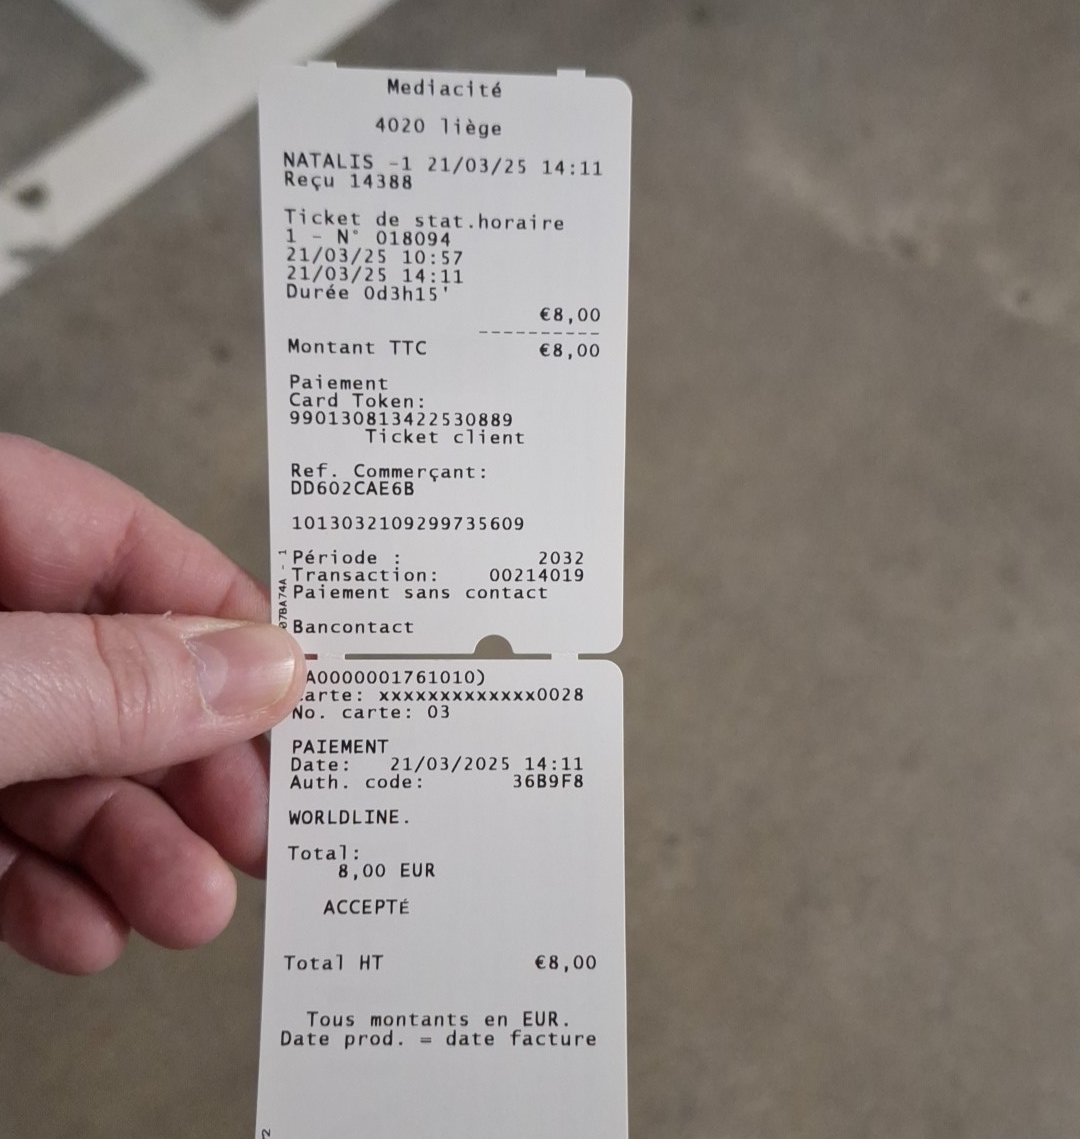 Mediacité
4020 liège
NATALIS -1 21/03/25 14:11
Reçu 14388
Ticket de stat.horaire
1 - N° 018094
21/03/25 10:57
21/03/25 14:11
Durée 0d3h15'
€8,00
----------
Montant TTC €8,00
Paiement
Card Token:
990130813422530889
Ticket client
Ref. Commerçant:
DD602CAE6B
1013032109299735609
Période : 2032
Transaction: 00214019
Paiement sans contact
Bancontact
07BA74A - 1
A0000001761010)
arte: xxxxxxxxxxxxx0028
No. carte: 03
PAIEMENT
Date: 21/03/2025 14:11
Auth. code: 36B9F8
WORLDLINE.
Total:
8,00 EUR
ACCEPTÉ
Total HT €8,00
Tous montants en EUR.
Date prod. = date facture